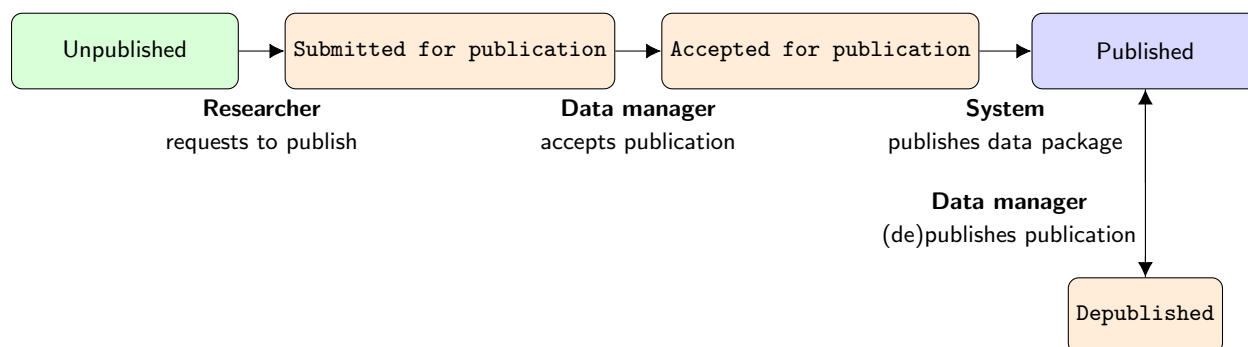 Unpublished
Submitted for publication
Accepted for publication
Published
Researcher
requests to publish
Data manager
accepts publication
System
publishes data package
Data manager
(de)publishes publication
Depublished